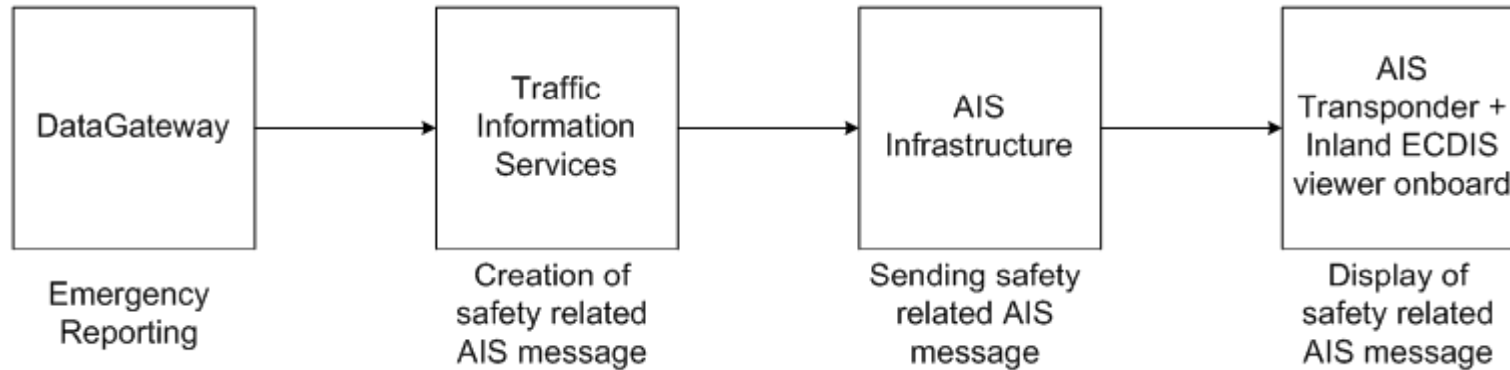 DataGateway
Emergency
Reporting
Traffic
Information
Services
Creation of
safety related
AIS message
AIS
Infrastructure
Sending safety
related AIS
message
AIS
Transponder +
Inland ECDIS
viewer onboard
Display of
safety related
AIS message